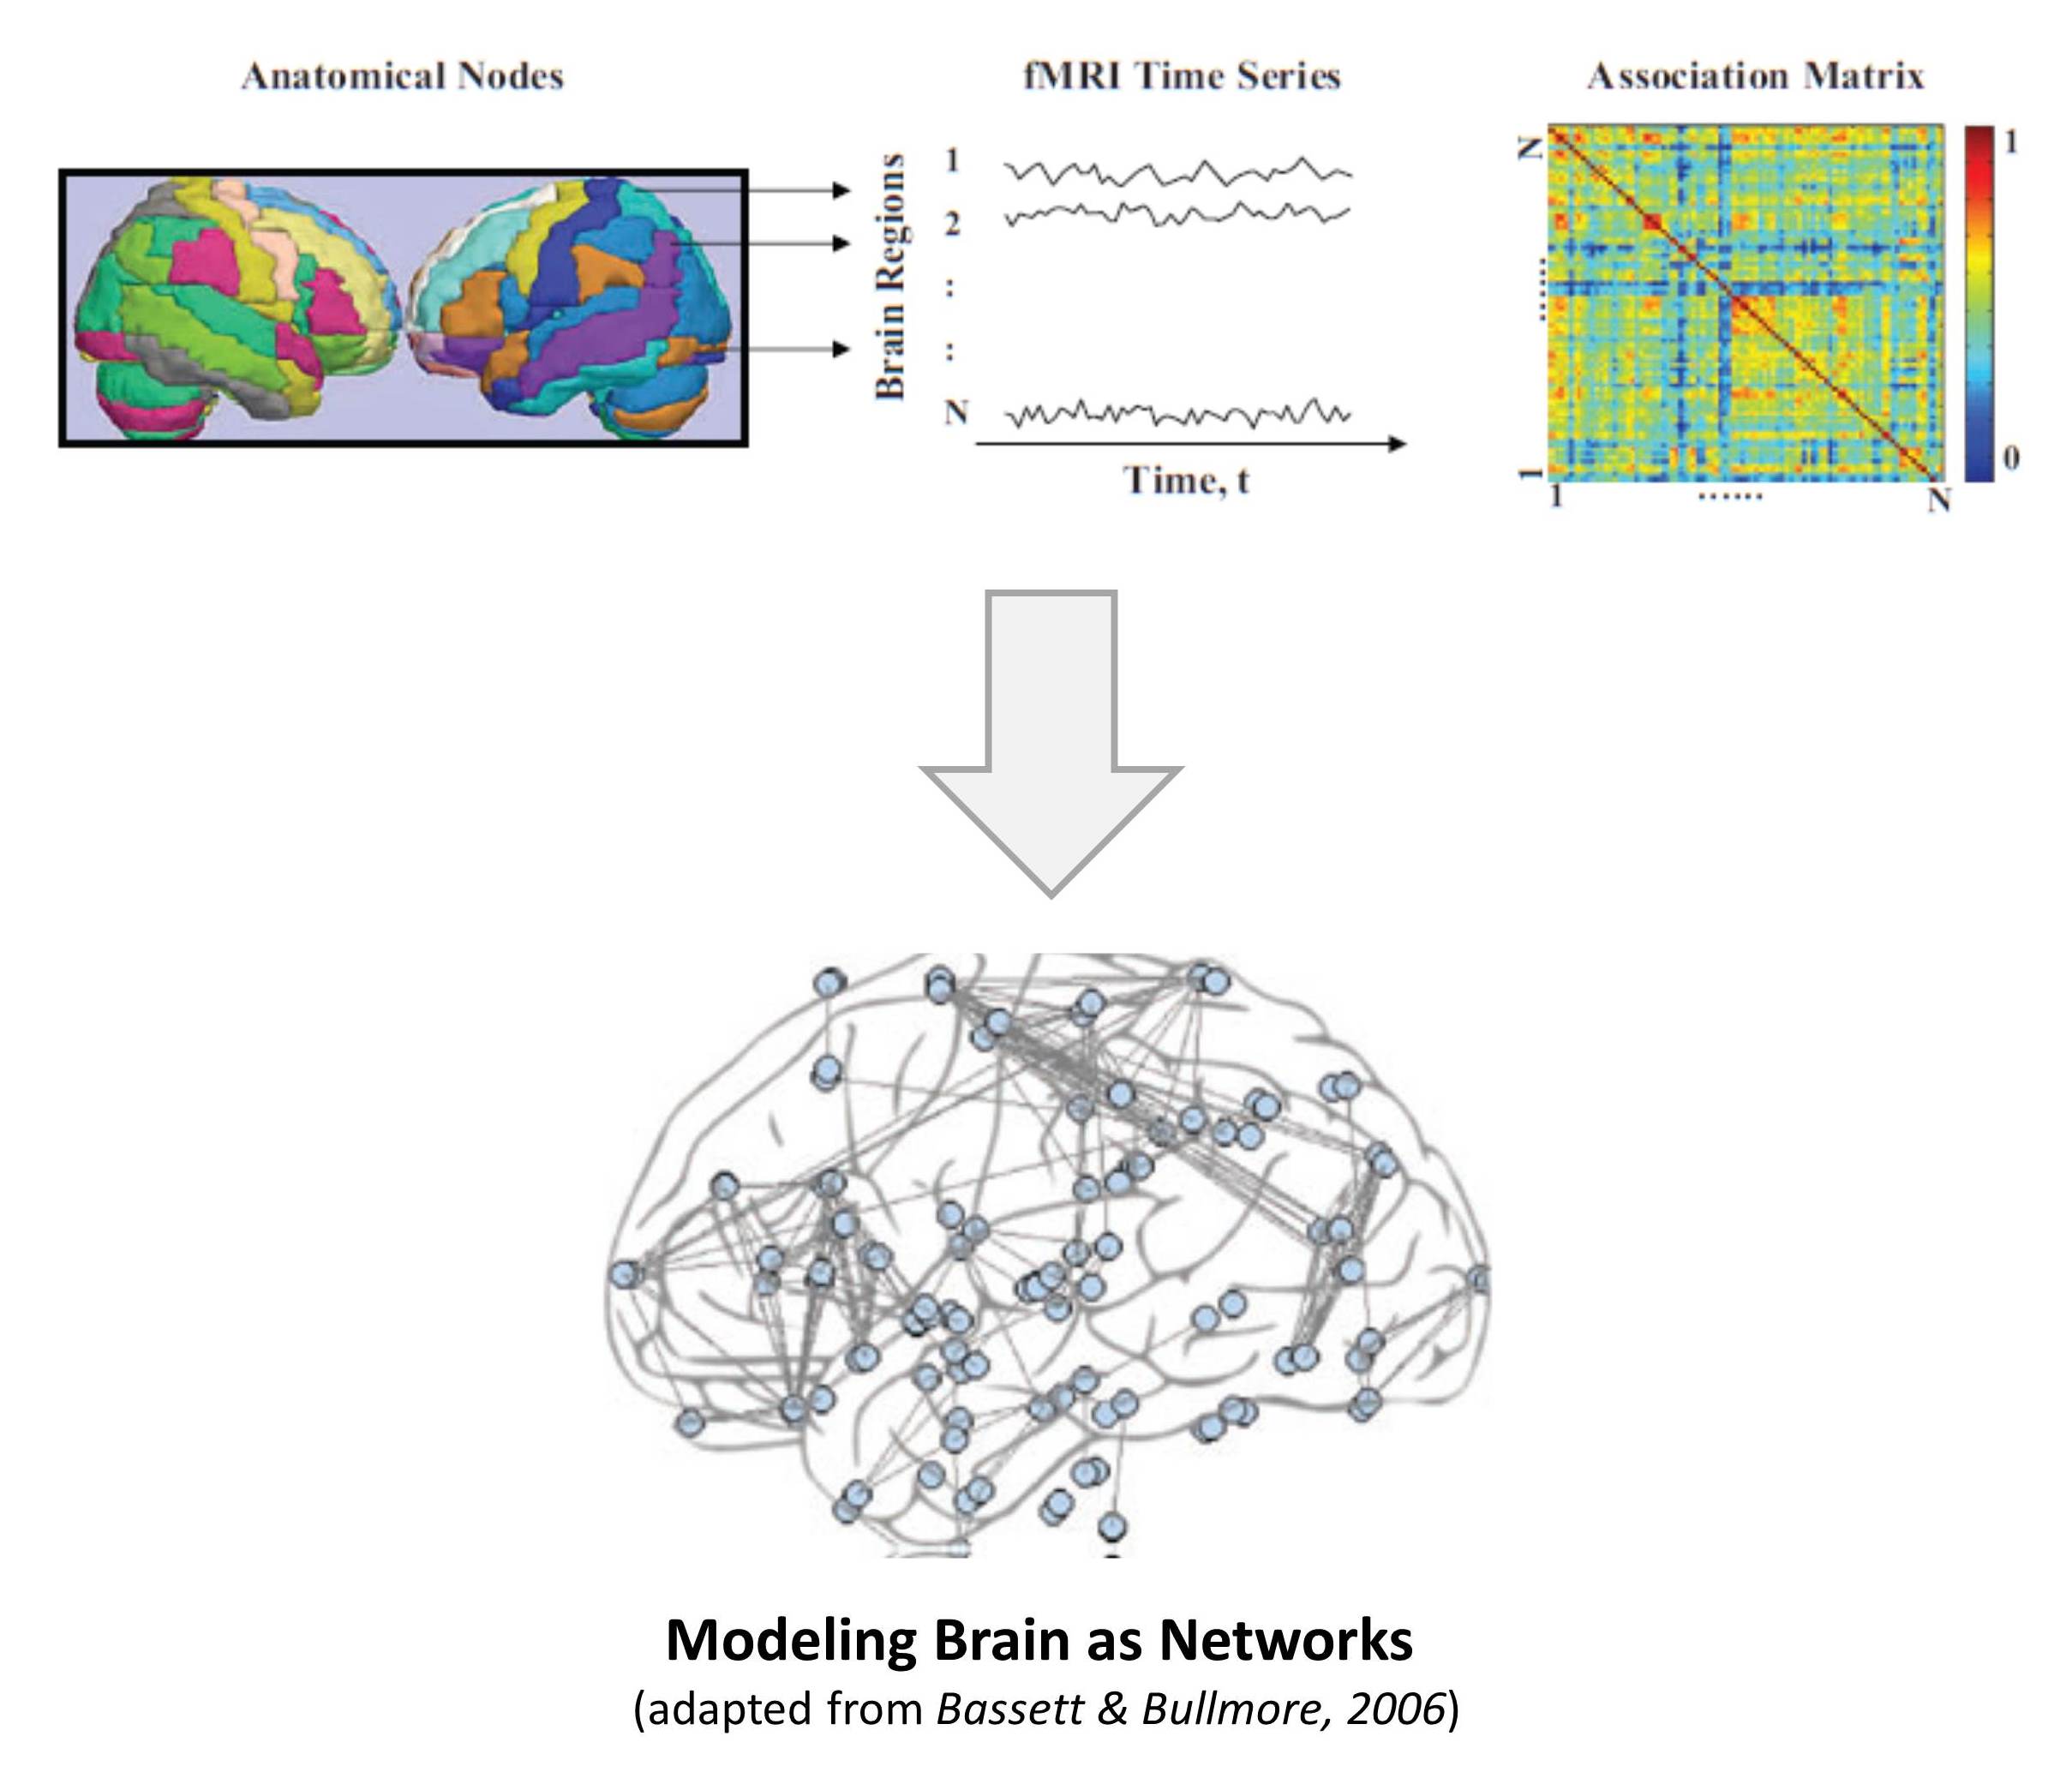 Anatomical Nodes
fMRI Time Series
Association Matrix
Brain Regions
1
2
:
:
N
Time, t
N
......
1
1
......
N
1
0
Modeling Brain as Networks
(adapted from Bassett & Bullmore, 2006)